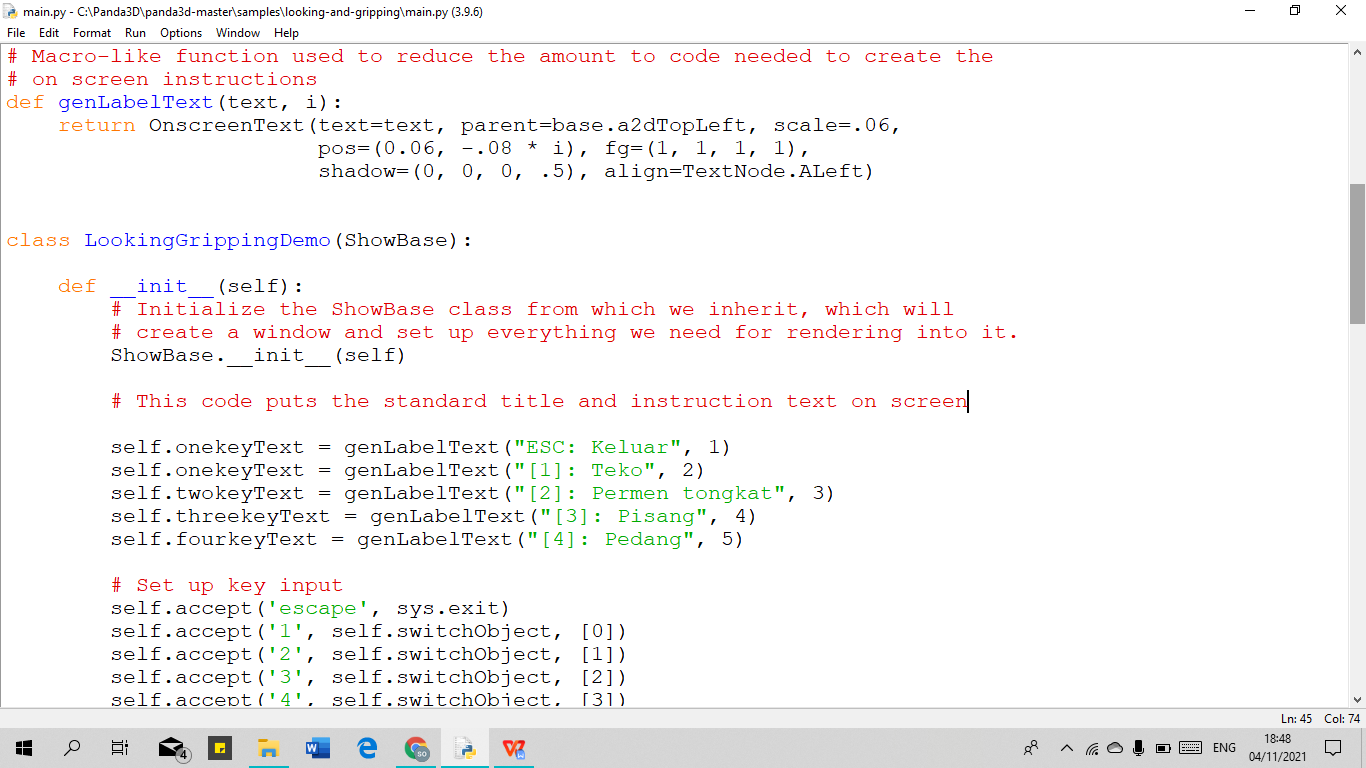 main.py - C:\Panda3D\panda3d-master\samples\looking-and-gripping\main.py (3.9.6)
File Edit Format Run Options Window Help
# Macro-like function used to reduce the amount to code needed to create the
# on screen instructions
def genLabelText(text, i):
    return OnscreenText(text=text, parent=base.a2dTopLeft, scale=.06,
                        pos=(0.06, -.08 * i), fg=(1, 1, 1, 1),
                        shadow=(0, 0, 0, .5), align=TextNode.ALeft)
class LookingGrippingDemo(ShowBase):
    def __init__(self):
        # Initialize the ShowBase class from which we inherit, which will
        # create a window and set up everything we need for rendering into it.
        ShowBase.__init__(self)
        # This code puts the standard title and instruction text on screen
        self.onekeyText = genLabelText("ESC: Keluar", 1)
        self.onekeyText = genLabelText("[1]: Teko", 2)
        self.twokeyText = genLabelText("[2]: Permen tongkat", 3)
        self.threekeyText = genLabelText("[3]: Pisang", 4)
        self.fourkeyText = genLabelText("[4]: Pedang", 5)
        # Set up key input
        self.accept('escape', sys.exit)
        self.accept('1', self.switchObject, [0])
        self.accept('2', self.switchObject, [1])
        self.accept('3', self.switchObject, [2])
        self.accept('4', self.switchObject, [3])
Ln: 45 Col: 74
4
SO
ENG
18:48
04/11/2021